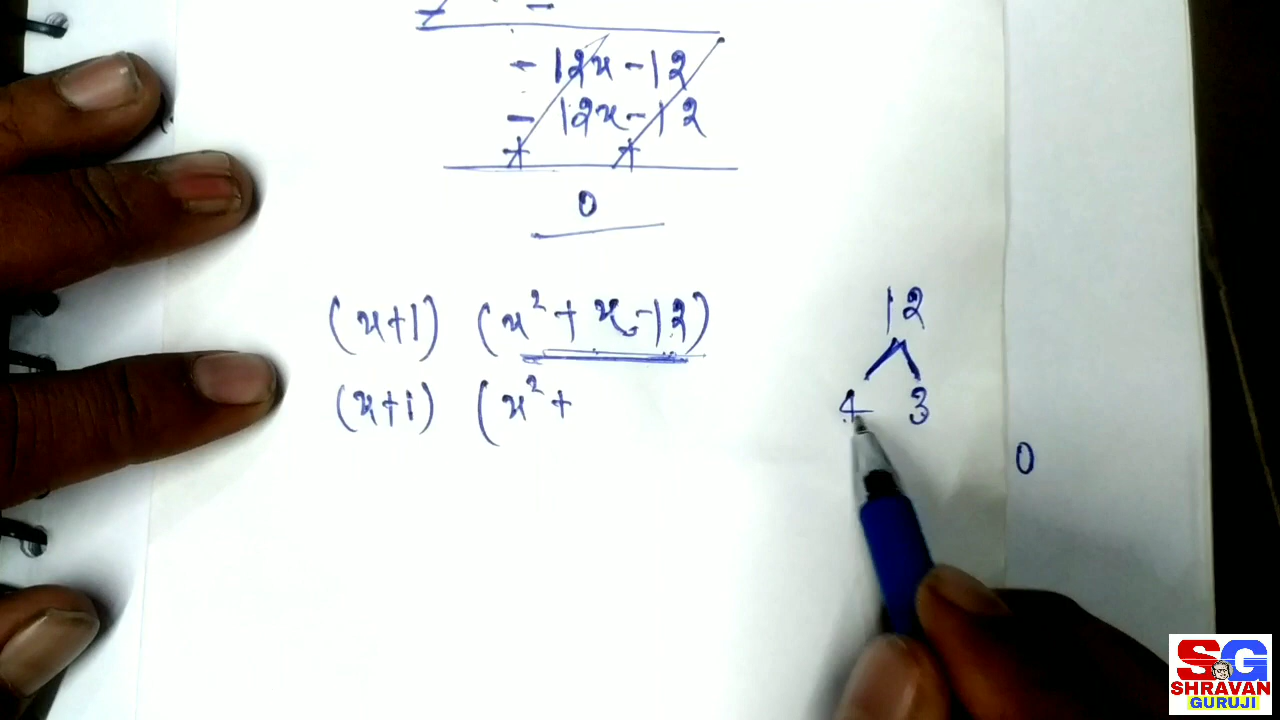 - 12x - 12
- 12x - 12
+ +
0
(x+1) (x² + x - 12)
12
(x+1) (x² +
4 3
0
SG
SHRAVAN
GURUJI